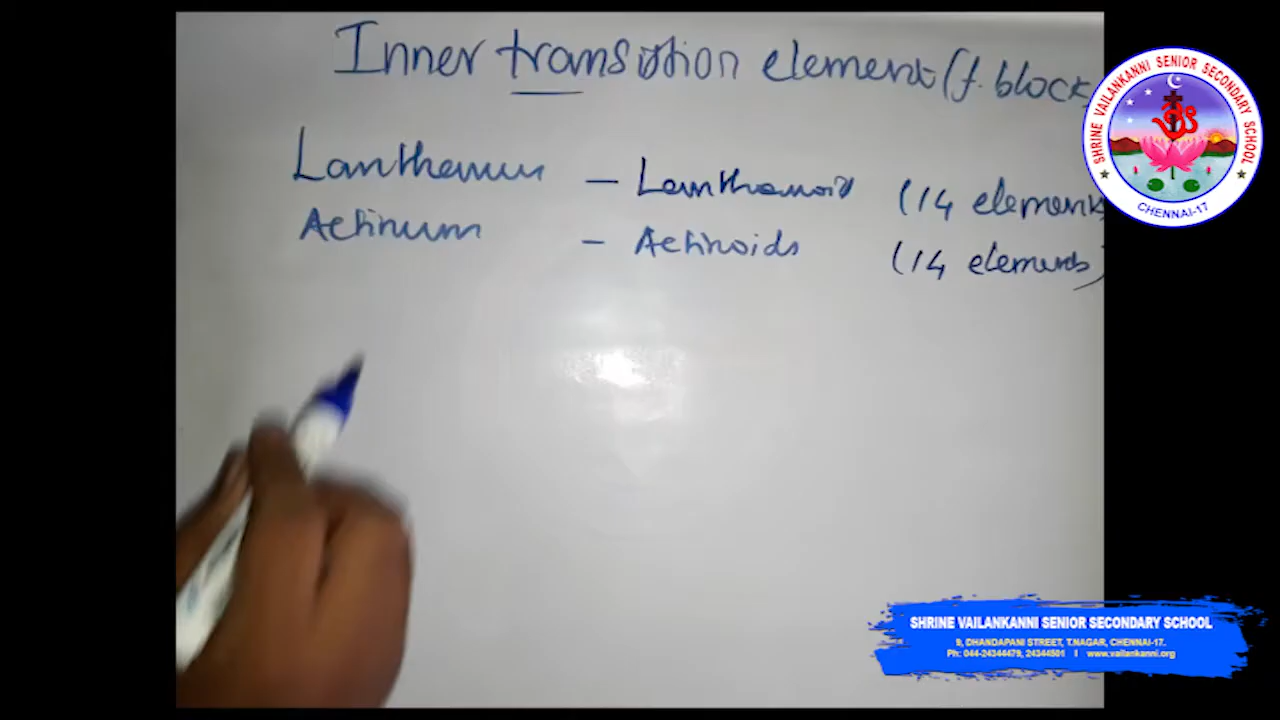 Inner transition element (f. block
Lanthanum – Lanthanoid (14 elements
Actinum – Actinoids (14 elements)
SHRINE VAILANKANNI SENIOR SECONDARY SCHOOL
CHENNAI-17
SHRINE VAILANKANNI SENIOR SECONDARY SCHOOL
9, DHANDAPANI STREET, T.NAGAR, CHENNAI-17.
Ph: 044-24344479, 24344501 I www.vailankanni.org